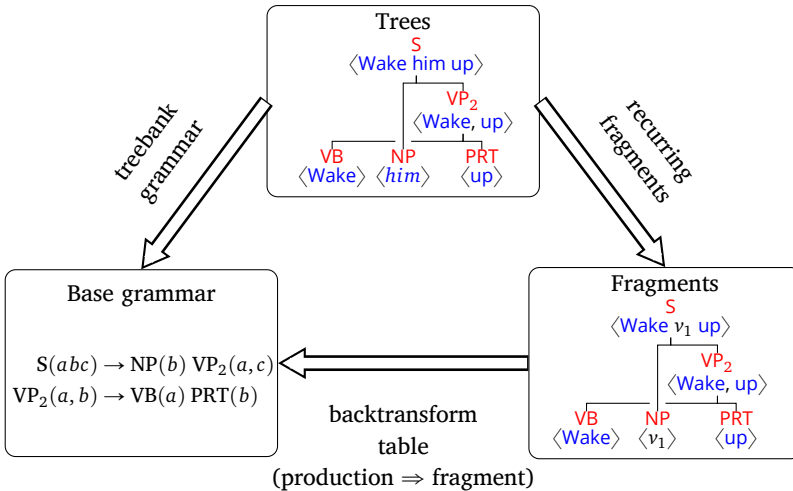 Trees
S
⟨Wake him up⟩
VP₂
⟨Wake, up⟩
VB NP PRT
⟨Wake⟩ ⟨him⟩ ⟨up⟩
treebank
grammar
recurring
fragments
Base grammar
S(abc) → NP(b) VP₂(a, c)
VP₂(a, b) → VB(a) PRT(b)
Fragments
S
⟨Wake v₁ up⟩
VP₂
⟨Wake, up⟩
VB NP PRT
⟨Wake⟩ ⟨v₁⟩ ⟨up⟩
backtransform
table
(production ⇒ fragment)